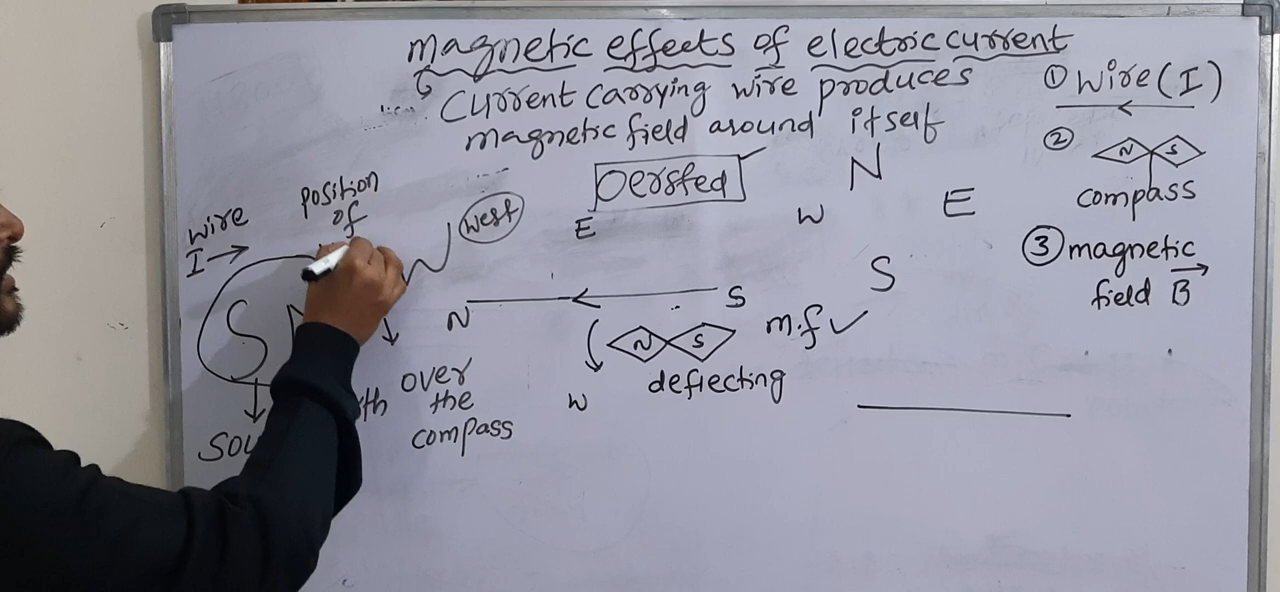 magnetic effects of electric current
Current carrying wire produces
magnetic field around itself
Oersted
① Wire (I)
②
N S
compass
③ magnetic
field B
N
W E
S
wire
I
position
of
S N W
West
over
the
compass
E
N S
W
N S
deflecting
m.f